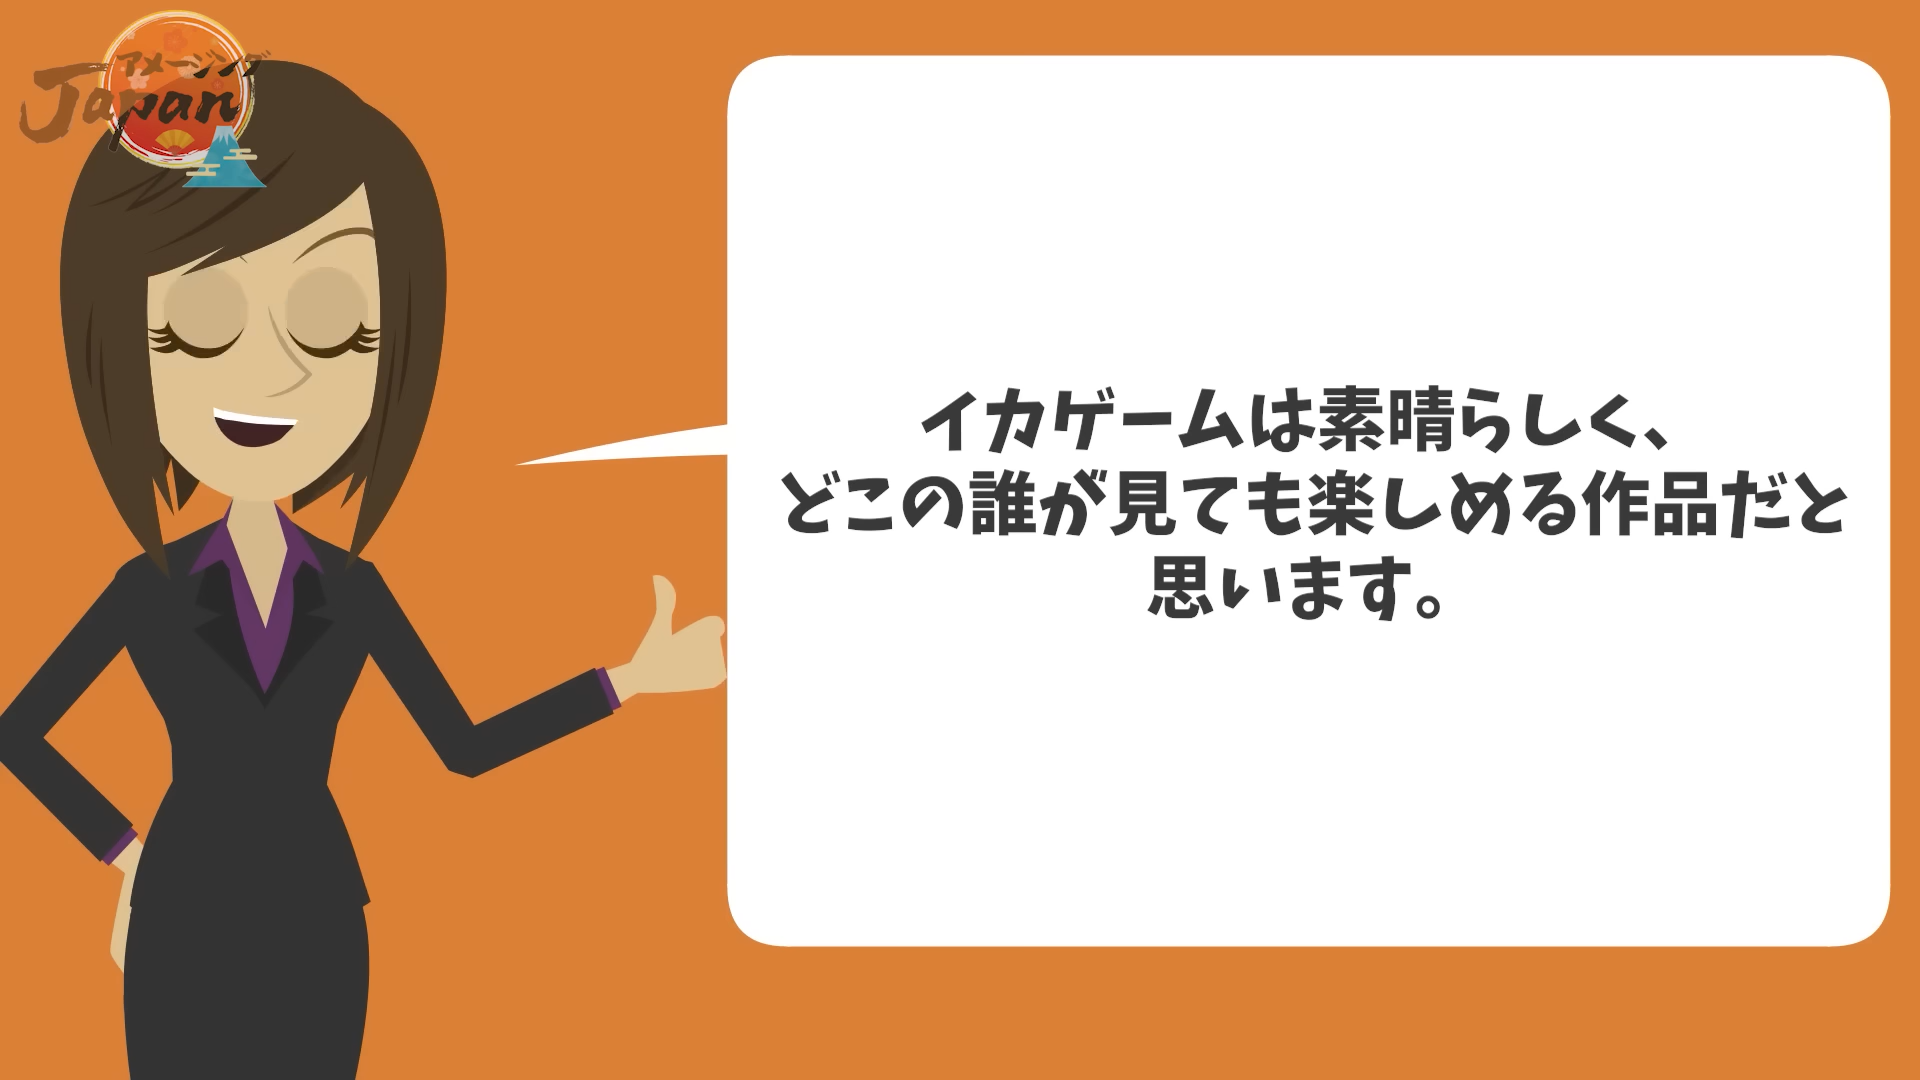 アメージング
Japan
イカゲームは素晴らしく、
どこの誰が見ても楽しめる作品だと
思います。